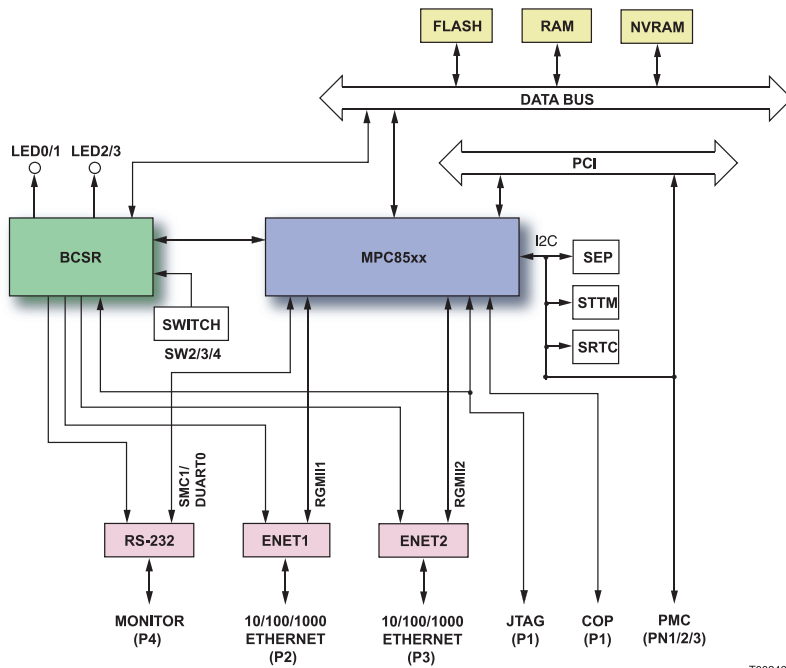 FLASH
RAM
NVRAM
DATA BUS
LED0/1
LED2/3
PCI
BCSR
MPC85xx
I2C
SEP
STTM
SRTC
SWITCH
SW2/3/4
SMC1/
DUART0
RGMII1
RGMII2
RS-232
ENET1
ENET2
MONITOR
(P4)
10/100/1000
ETHERNET
(P2)
10/100/1000
ETHERNET
(P3)
JTAG
(P1)
COP
(P1)
PMC
(PN1/2/3)